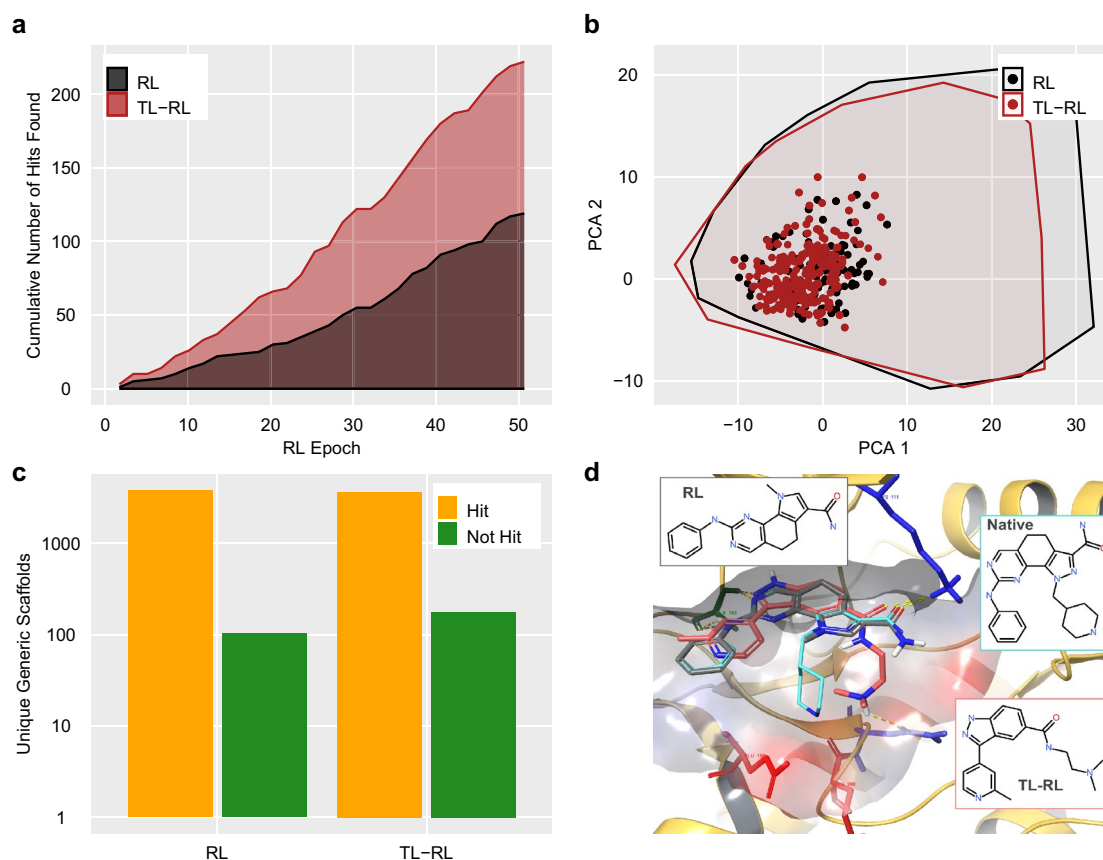 a
RL
TL−RL
Cumulative Number of Hits Found
200
150
100
50
0
0
10
20
30
40
50
RL Epoch
b
RL
TL−RL
PCA 2
20
10
0
−10
−10
0
10
20
30
PCA 1
c
Hit
Not Hit
Unique Generic Scaffolds
1000
100
10
1
RL
TL−RL
d
RL
N
O
N
N
N
N
Native
N
O
N
N
N
N
N
N
TL-RL
N
N
O
N
N
N